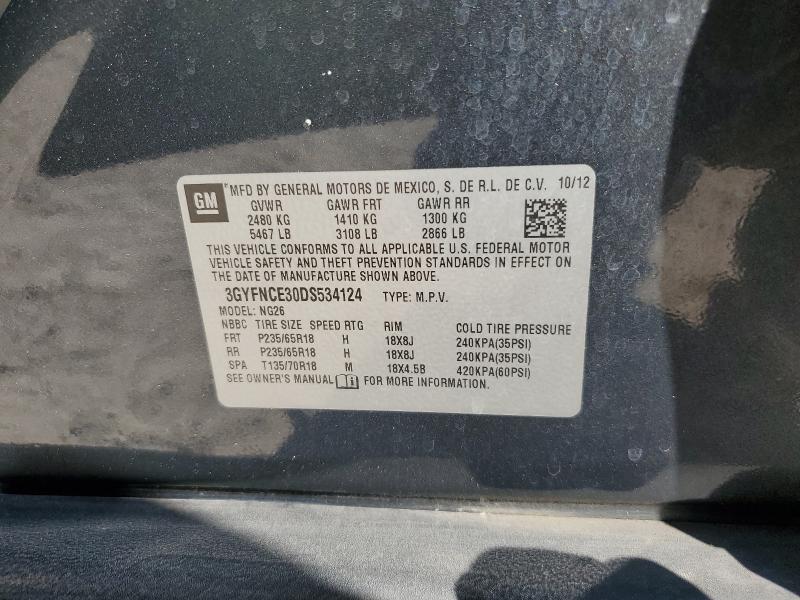 GM ® MFD BY GENERAL MOTORS DE MEXICO, S. DE R.L. DE C.V. 10/12
GVWR GAWR FRT GAWR RR
2480 KG 1410 KG 1300 KG
5467 LB 3108 LB 2866 LB
THIS VEHICLE CONFORMS TO ALL APPLICABLE U.S. FEDERAL MOTOR
VEHICLE SAFETY AND THEFT PREVENTION STANDARDS IN EFFECT ON
THE DATE OF MANUFACTURE SHOWN ABOVE.
3GYFNCE30DS534124 TYPE: M.P.V.
MODEL: NG26
NBBC TIRE SIZE SPEED RTG RIM COLD TIRE PRESSURE
FRT P235/65R18 H 18X8J 240KPA(35PSI)
RR P235/65R18 H 18X8J 240KPA(35PSI)
SPA T135/70R18 M 18X4.5B 420KPA(60PSI)
SEE OWNER'S MANUAL FOR MORE INFORMATION.